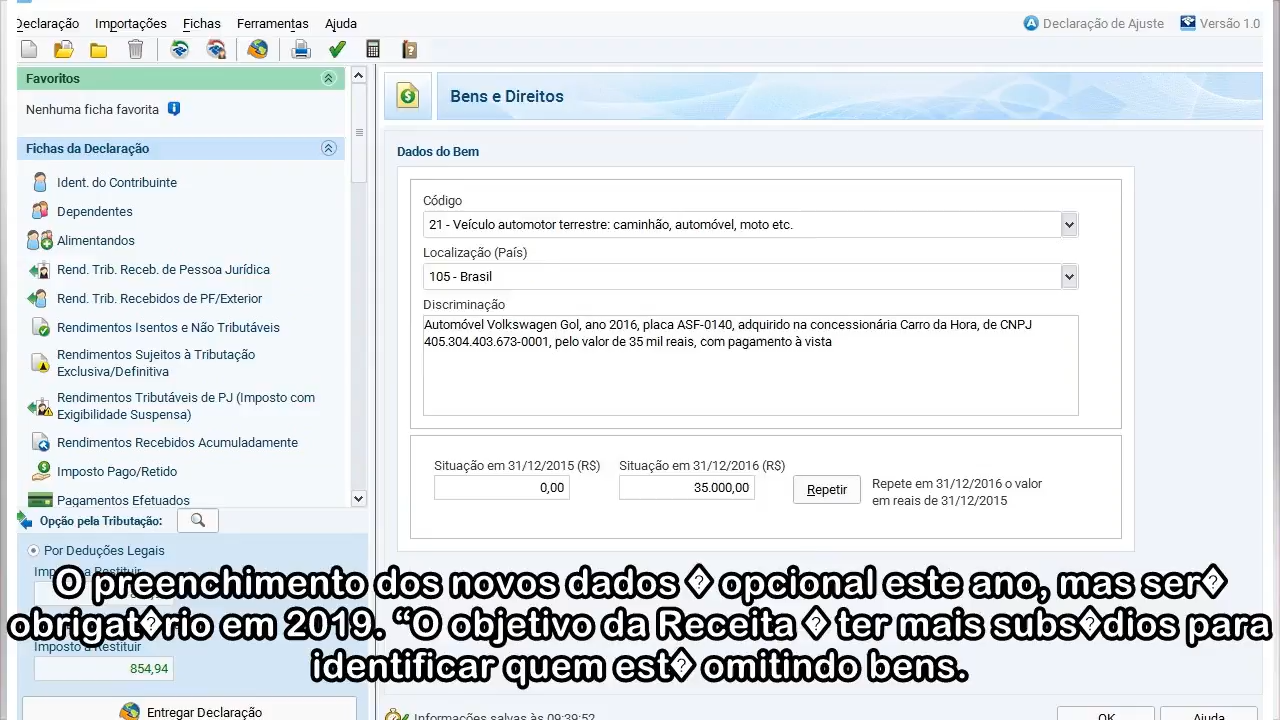 Declaração Importações Fichas Ferramentas Ajuda
Declaração de Ajuste Versão 1.0
Favoritos
Nenhuma ficha favorita
Fichas da Declaração
Ident. do Contribuinte
Dependentes
Alimentandos
Rend. Trib. Receb. de Pessoa Jurídica
Rend. Trib. Recebidos de PF/Exterior
Rendimentos Isentos e Não Tributáveis
Rendimentos Sujeitos à Tributação
Exclusiva/Definitiva
Rendimentos Tributáveis de PJ (Imposto com
Exigibilidade Suspensa)
Rendimentos Recebidos Acumuladamente
Imposto Pago/Retido
Pagamentos Efetuados
Opção pela Tributação:
Por Deduções Legais
854,94
Entregar Declaração
Bens e Direitos
Dados do Bem
Código
21 - Veículo automotor terrestre: caminhão, automóvel, moto etc.
Localização (País)
105 - Brasil
Discriminação
Automóvel Volkswagen Gol, ano 2016, placa ASF-0140, adquirido na concessionária Carro da Hora, de CNPJ
405.304.403.673-0001, pelo valor de 35 mil reais, com pagamento à vista
Situação em 31/12/2015 (R$) Situação em 31/12/2016 (R$)
0,00 35.000,00
Repetir
Repete em 31/12/2016 o valor
em reais de 31/12/2015
Informações salvas às 09:39:52
OK Ajuda
O preenchimento dos novos dados � opcional este ano, mas ser�
obrigat�rio em 2019. “O objetivo da Receita � ter mais subs�dios para
identificar quem est� omitindo bens.